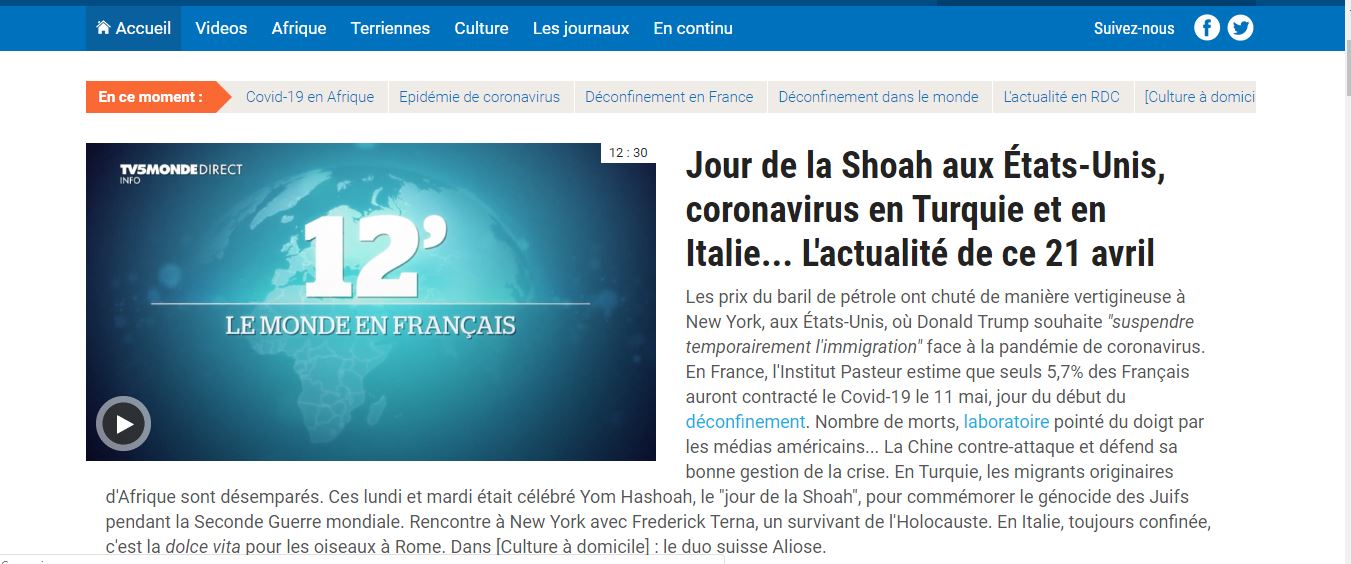 Accueil Videos Afrique Terriennes Culture Les journaux En continu Suivez-nous
En ce moment : Covid-19 en Afrique Epidémie de coronavirus Déconfinement en France Déconfinement dans le monde L'actualité en RDC [Culture à domici
TV5MONDE DIRECT
INFO
12 : 30
12'
LE MONDE EN FRANÇAIS
Jour de la Shoah aux États-Unis,
coronavirus en Turquie et en
Italie... L'actualité de ce 21 avril
Les prix du baril de pétrole ont chuté de manière vertigineuse à
New York, aux États-Unis, où Donald Trump souhaite "suspendre
temporairement l'immigration" face à la pandémie de coronavirus.
En France, l'Institut Pasteur estime que seuls 5,7% des Français
auront contracté le Covid-19 le 11 mai, jour du début du
déconfinement. Nombre de morts, laboratoire pointé du doigt par
les médias américains... La Chine contre-attaque et défend sa
bonne gestion de la crise. En Turquie, les migrants originaires
d'Afrique sont désemparés. Ces lundi et mardi était célébré Yom Hashoah, le "jour de la Shoah", pour commémorer le génocide des Juifs
pendant la Seconde Guerre mondiale. Rencontre à New York avec Frederick Terna, un survivant de l'Holocauste. En Italie, toujours confinée,
c'est la dolce vita pour les oiseaux à Rome. Dans [Culture à domicile] : le duo suisse Aliose.